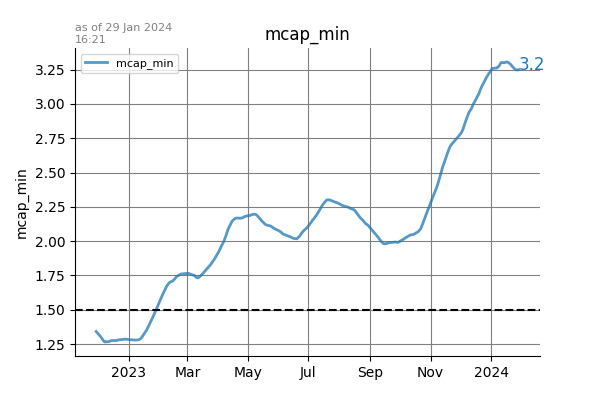 as of 29 Jan 2024
16:21
mcap_min
mcap_min
3.2
3.25
3.00
2.75
2.50
2.25
2.00
1.75
1.50
1.25
mcap_min
2023
Mar
May
Jul
Sep
Nov
2024